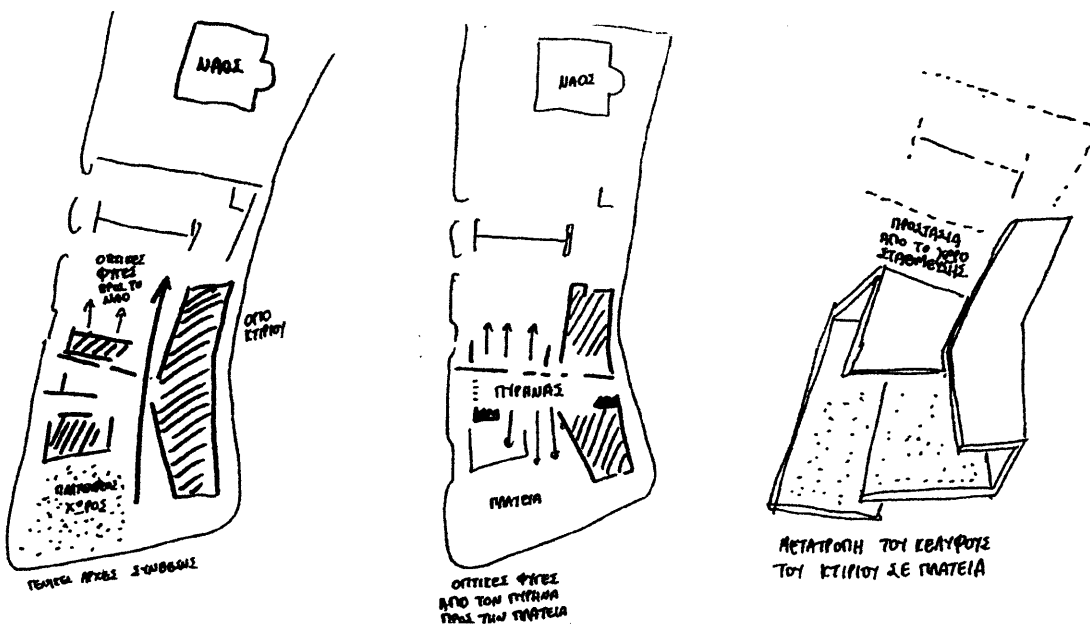 ΝΑΟΣ
ΟΠΤΙΚΕΣ
ΦΥΓΕΣ
ΠΡΟΣ ΤΟ
ΝΑΟ
ΟΓΚΟ
ΚΤΙΡΙΟΥ
ΧΩΡΟΣ
ΓΕΝΙΚΕΣ ΑΡΧΕΣ ΣΥΝΘΕΣΗΣ
ΝΑΟΣ
ΠΥΡΗΝΑΣ
ΠΛΑΤΕΙΑ
ΟΠΤΙΚΕΣ ΦΥΓΕΣ
ΑΠΟ ΤΟΝ ΠΥΡΗΝΑ
ΠΡΟΣ ΤΗΝ ΠΛΑΤΕΙΑ
ΠΡΟΣΤΑΣΙΑ
ΑΠΟ ΤΟ ΧΩΡΟ
ΣΤΑΘΜΕΥΣΗΣ
ΜΕΤΑΤΡΟΠΗ ΤΟΥ ΚΕΛΥΦΟΥΣ
ΤΟΥ ΚΤΙΡΙΟΥ ΣΕ ΠΛΑΤΕΙΑ